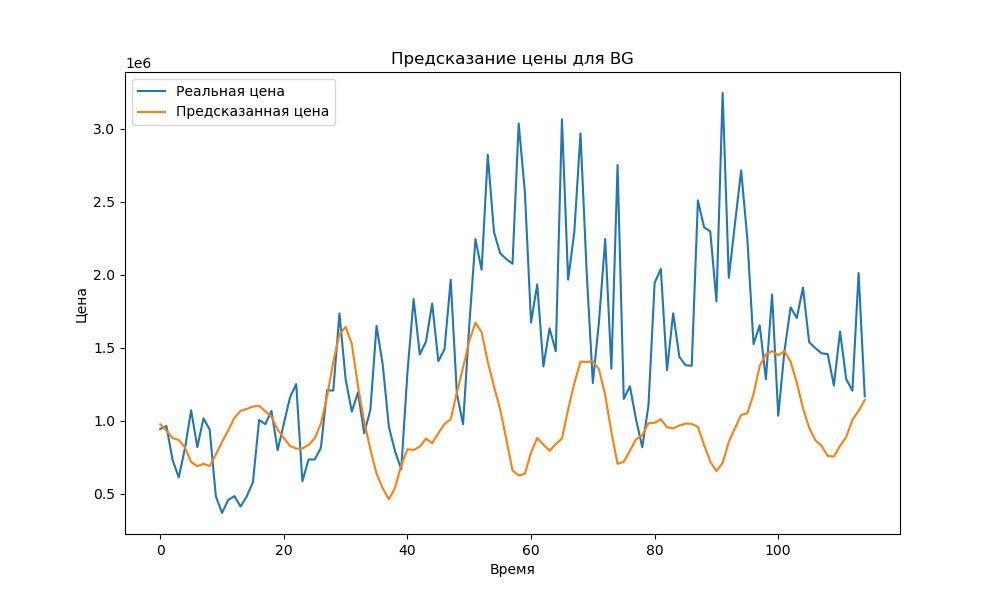 Предсказание цены для BG
1e6
Реальная цена
Предсказанная цена
3.0
2.5
2.0
1.5
1.0
0.5
Цена
0 20 40 60 80 100
Время